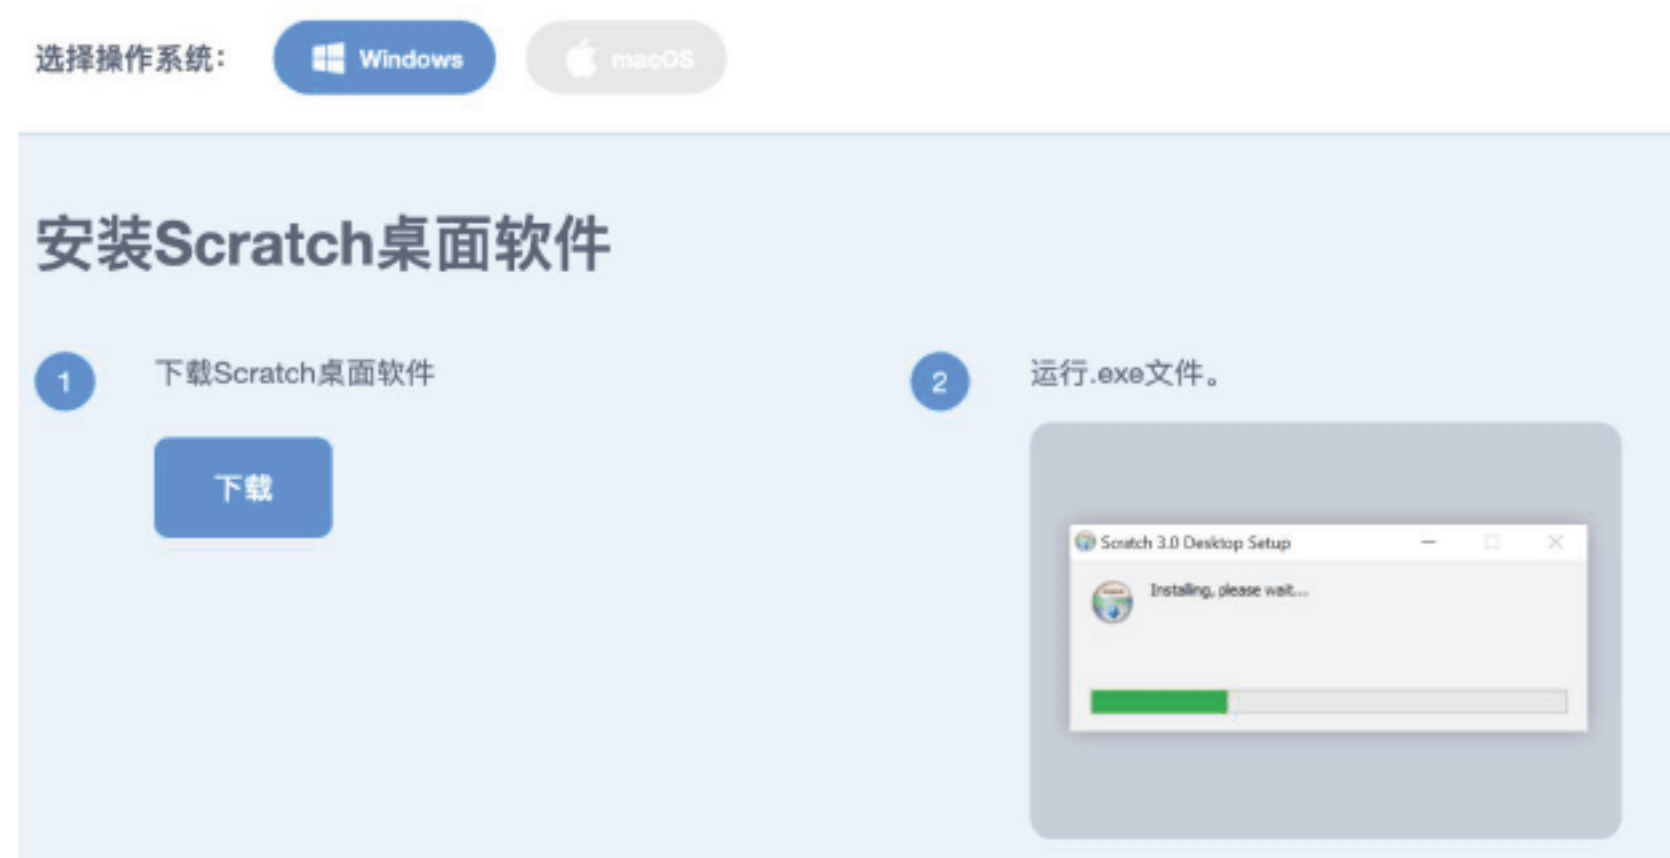 选择操作系统：
Windows
macOS
安装Scratch桌面软件
1
下载Scratch桌面软件
下载
2
运行.exe文件。
Scratch 3.0 Desktop Setup
Installing, please wait...